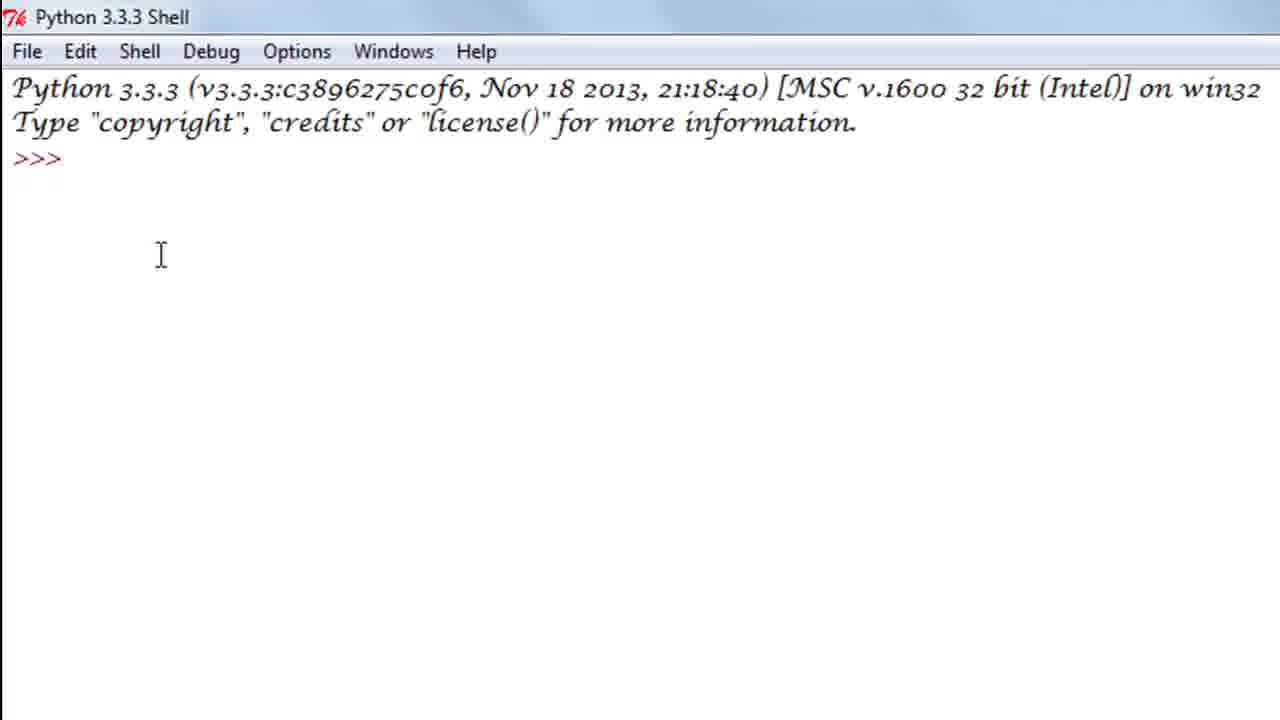 Python 3.3.3 Shell
File Edit Shell Debug Options Windows Help
Python 3.3.3 (v3.3.3:c3896275c0f6, Nov 18 2013, 21:18:40) [MSC v.1600 32 bit (Intel)] on win32
Type "copyright", "credits" or "license()" for more information.
>>>